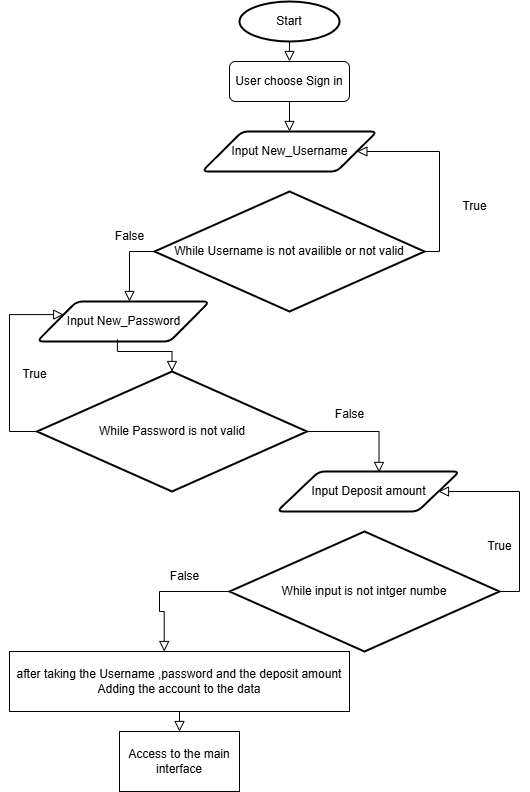 Start
User choose Sign in
Input New_Username
True
False
While Username is not availible or not valid
Input New_Password
True
While Password is not valid
False
Input Deposit amount
True
False
While input is not intger numbe
after taking the Username ,password and the deposit amount
Adding the account to the data
Access to the main
interface